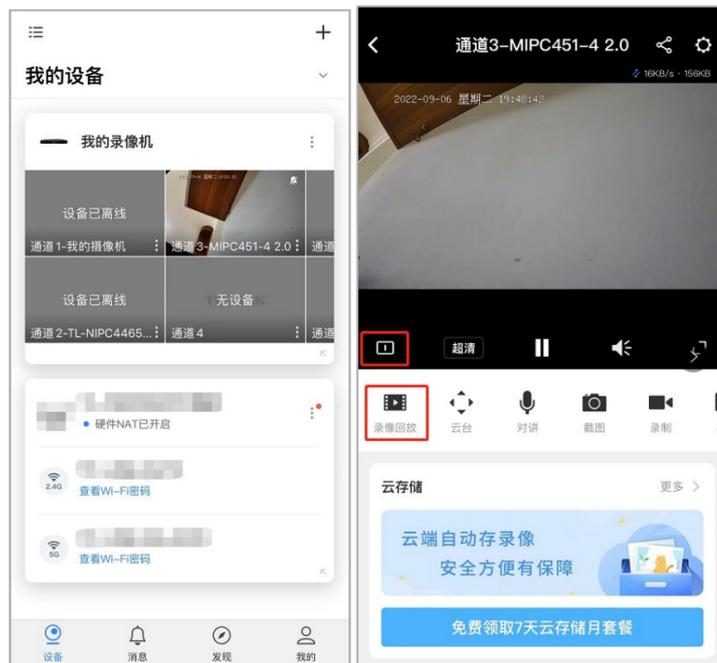 我的设备
我的录像机
设备已离线
通道1-我的摄像机
通道3-MIPC451-4 2.0
通道
设备已离线
无设备
通道2-TL-NIPC4465...
通道4
通道
硬件NAT已开启
2.4G
查看Wi-Fi密码
5G
查看Wi-Fi密码
设备
消息
发现
我的
通道3-MIPC451-4 2.0
16KB/s · 156KB
2022-09-06 星期二 19:48:42
1
超清
录像回放
云台
对讲
截图
录制
云存储
更多
云端自动存录像
安全方便有保障
免费领取7天云存储月套餐